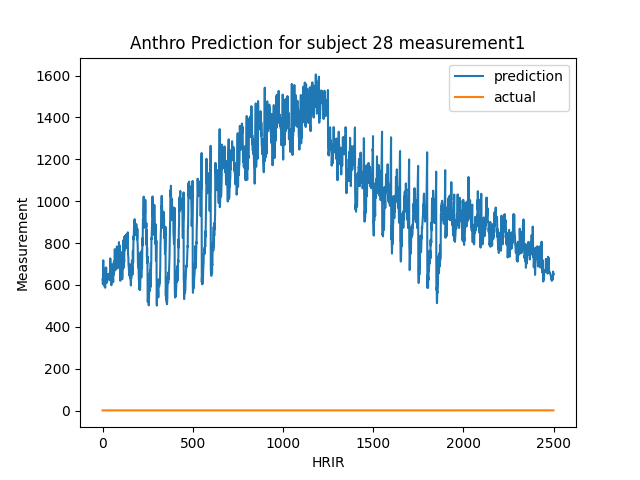 Anthro Prediction for subject 28 measurement1
prediction
actual
Measurement
1600
1400
1200
1000
800
600
400
200
0
0 500 1000 1500 2000 2500
HRIR